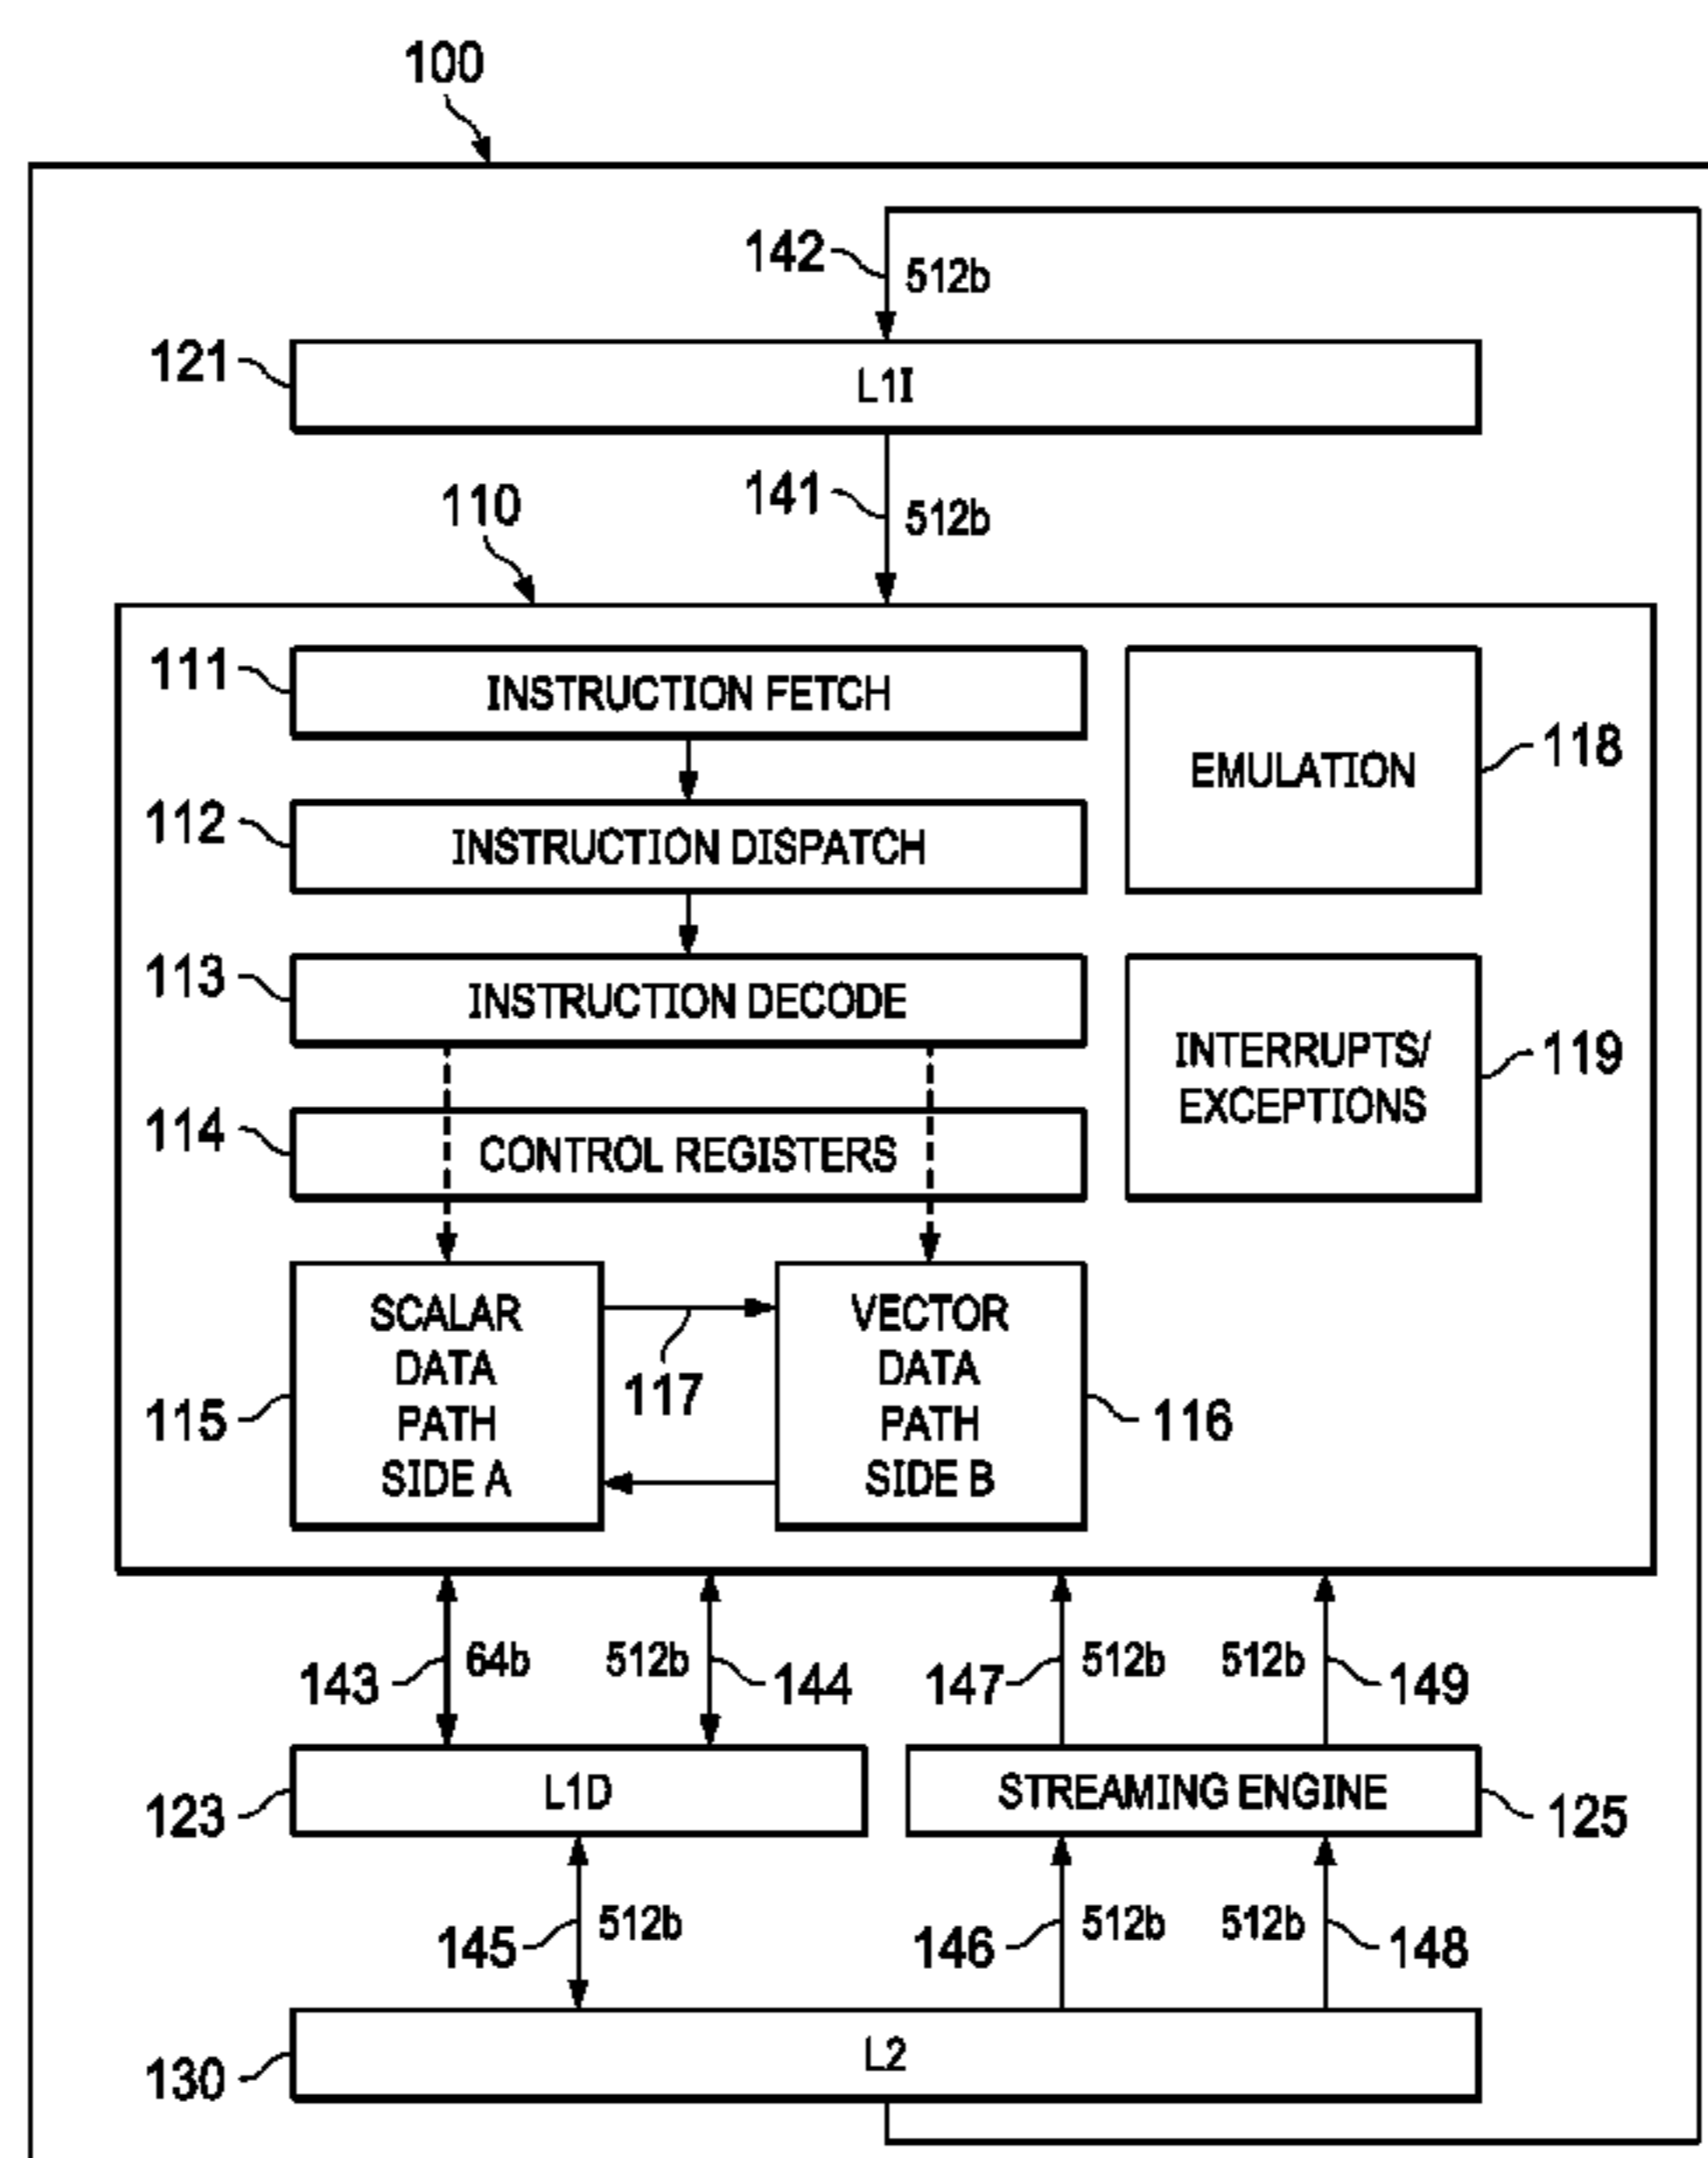 100
142
512b
121
L1I
141
512b
110
111
INSTRUCTION FETCH
EMULATION
118
112
INSTRUCTION DISPATCH
113
INSTRUCTION DECODE
INTERRUPTS/
EXCEPTIONS
119
114
CONTROL REGISTERS
SCALAR
DATA
PATH
SIDE A
115
117
VECTOR
DATA
PATH
SIDE B
116
143
64b
512b
144
147
512b
512b
149
123
L1D
STREAMING ENGINE
125
145
512b
146
512b
512b
148
130
L2